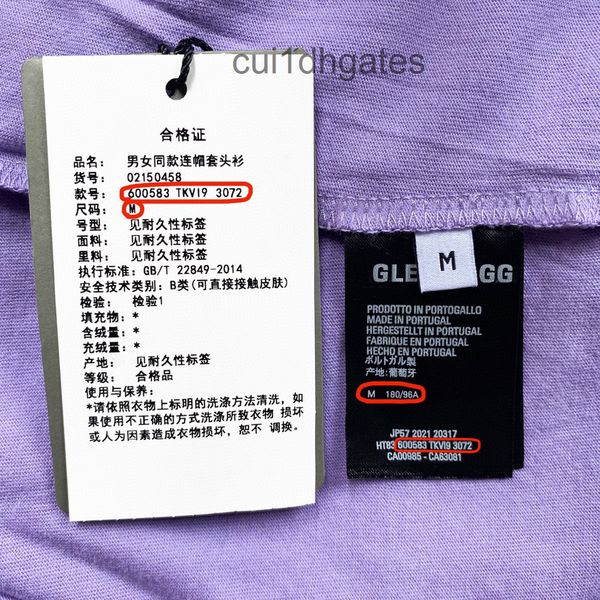 cui1dhgates
合格证
品名: 男女同款连帽套头衫
货号: 02150458
款号: 600583 TKVI9 3072
尺码: M
号型: 见耐久性标签
面料: 见耐久性标签
里料: 见耐久性标签
执行标准: GB/T 22849-2014
安全技术类别: B类(可直接接触皮肤)
检验: 检验1
填充物: *
含绒量: *
充绒量: *
产地: 见耐久性标签
等级: 合格品
使用与保养:
*请依照衣物上标明的洗涤方法清洗, 如
果使用不正确的方式洗涤所致衣物 损坏
或人为因素造成衣物损坏, 恕不 调换。
M
GLE GG
PRODOTTO IN PORTOGALLO
MADE IN PORTUGAL
HERGESTELLT IN PORTUGAL
FABRIQUE EN PORTUGAL
HECHO EN PORTUGAL
ポルトガル製
产地:葡萄牙
M 180/96A
JP57 2021 20317
HT83 600583 TKVI9 3072
CA00985 - CA63081